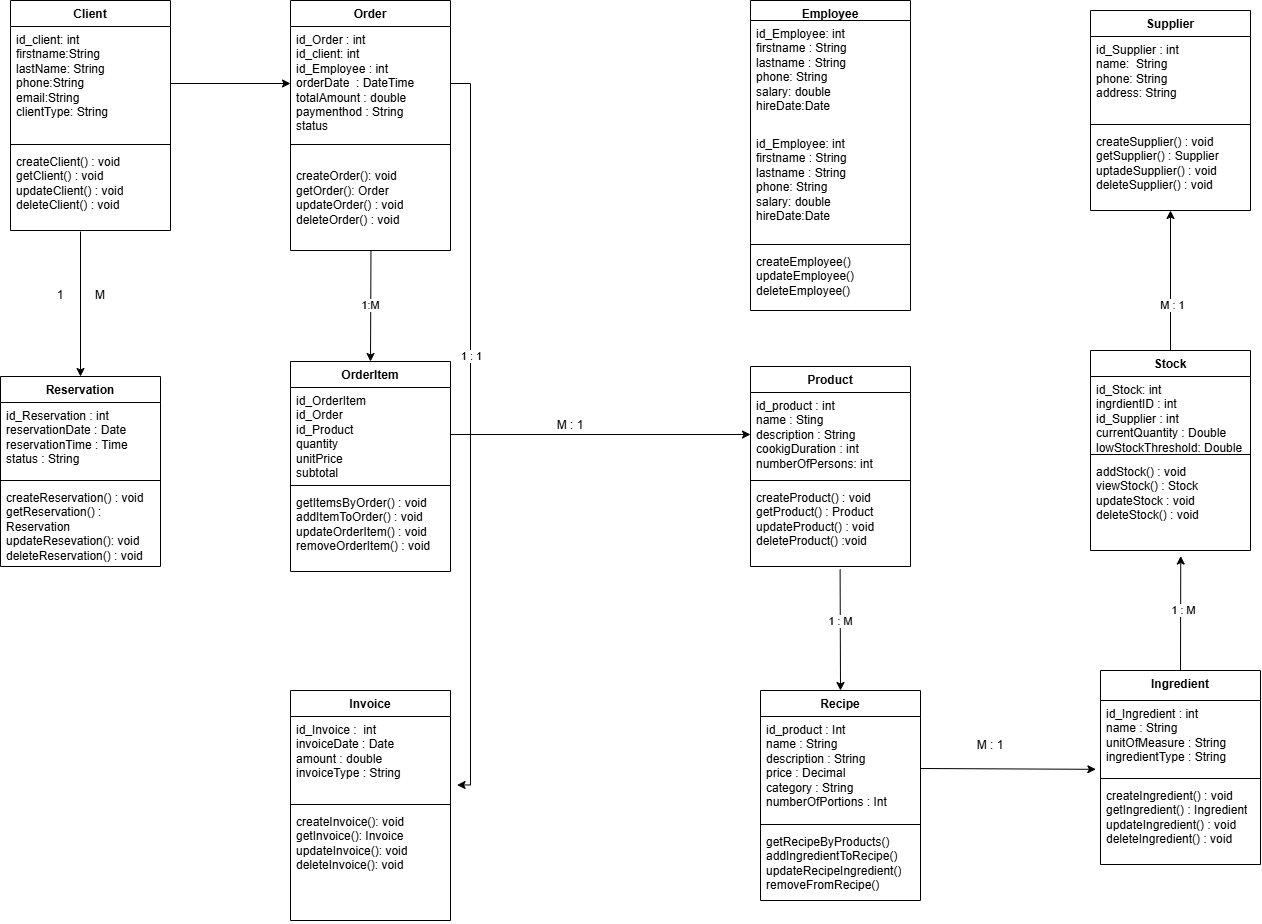 Client
id_client: int
firstname:String
lastName: String
phone:String
email:String
clientType: String
createClient() : void
getClient() : void
updateClient() : void
deleteClient() : void
Order
id_Order : int
id_client: int
id_Employee : int
orderDate  : DateTime
totalAmount : double
paymenthod : String
status
createOrder(): void
getOrder(): Order
updateOrder() : void
deleteOrder() : void
Employee
id_Employee: int
firstname : String
lastname : String
phone: String
salary: double
hireDate:Date
id_Employee: int
firstname : String
lastname : String
phone: String
salary: double
hireDate:Date
createEmployee()
updateEmployee()
deleteEmployee()
Supplier
id_Supplier : int
name:  String
phone: String
address: String
createSupplier() : void
getSupplier() : Supplier
uptadeSupplier() : void
deleteSupplier() : void
1
M
1:M
M : 1
1 : 1
Reservation
id_Reservation : int
reservationDate : Date
reservationTime : Time
status : String
createReservation() : void
getReservation() :
Reservation
updateResevation(): void
deleteReservation() : void
OrderItem
id_OrderItem
id_Order
id_Product
quantity
unitPrice
subtotal
getItemsByOrder() : void
addItemToOrder() : void
updateOrderItem() : void
removeOrderItem() : void
M : 1
Product
id_product : int
name : Sting
description : String
cookigDuration : int
numberOfPersons: int
createProduct() : void
getProduct() : Product
updateProduct() : void
deleteProduct() :void
Stock
id_Stock: int
ingrdientID : int
id_Supplier : int
currentQuantity : Double
lowStockThreshold: Double
addStock() : void
viewStock() : Stock
updateStock : void
deleteStock() : void
1 : M
1 : M
Invoice
id_Invoice :  int
invoiceDate : Date
amount : double
invoiceType : String
createInvoice(): void
getInvoice(): Invoice
updateInvoice(): void
deleteInvoice(): void
Recipe
id_product : Int
name : String
description : String
price : Decimal
category : String
numberOfPortions : Int
getRecipeByProducts()
addIngredientToRecipe()
updateRecipeIngredient()
removeFromRecipe()
M : 1
Ingredient
id_Ingredient : int
name : String
unitOfMeasure : String
ingredientType : String
createIngredient() : void
getIngredient() : Ingredient
updateIngredient() : void
deleteIngredient() : void